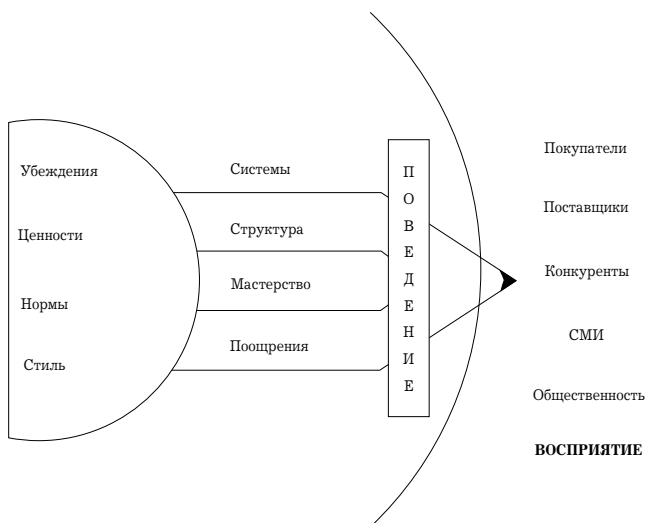 Убеждения
Ценности
Нормы
Стиль
Системы
Структура
Мастерство
Поощрения
П
О
В
Е
Д
Е
Н
И
Е
Покупатели
Поставщики
Конкуренты
СМИ
Общественность
ВОСПРИЯТИЕ